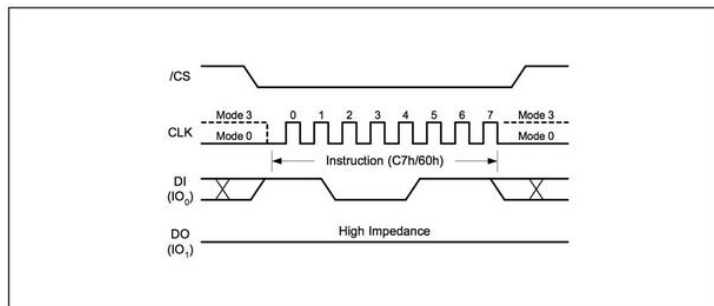 /CS
Mode 3 0 1 2 3 4 5 6 7 Mode 3
CLK Mode 0 Mode 0
Instruction (C7h/60h)
DI
(IO0)
DO High Impedance
(IO1)